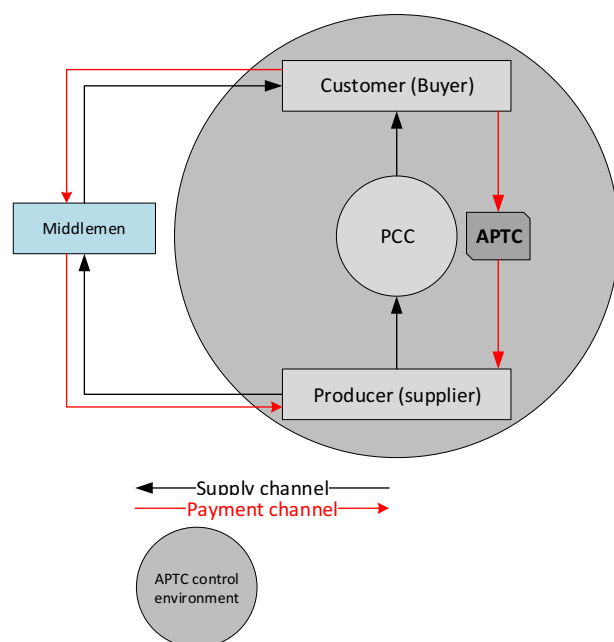 Customer (Buyer)
Middlemen
PCC
APTC
Producer (supplier)
Supply channel
Payment channel
APTC control
environment